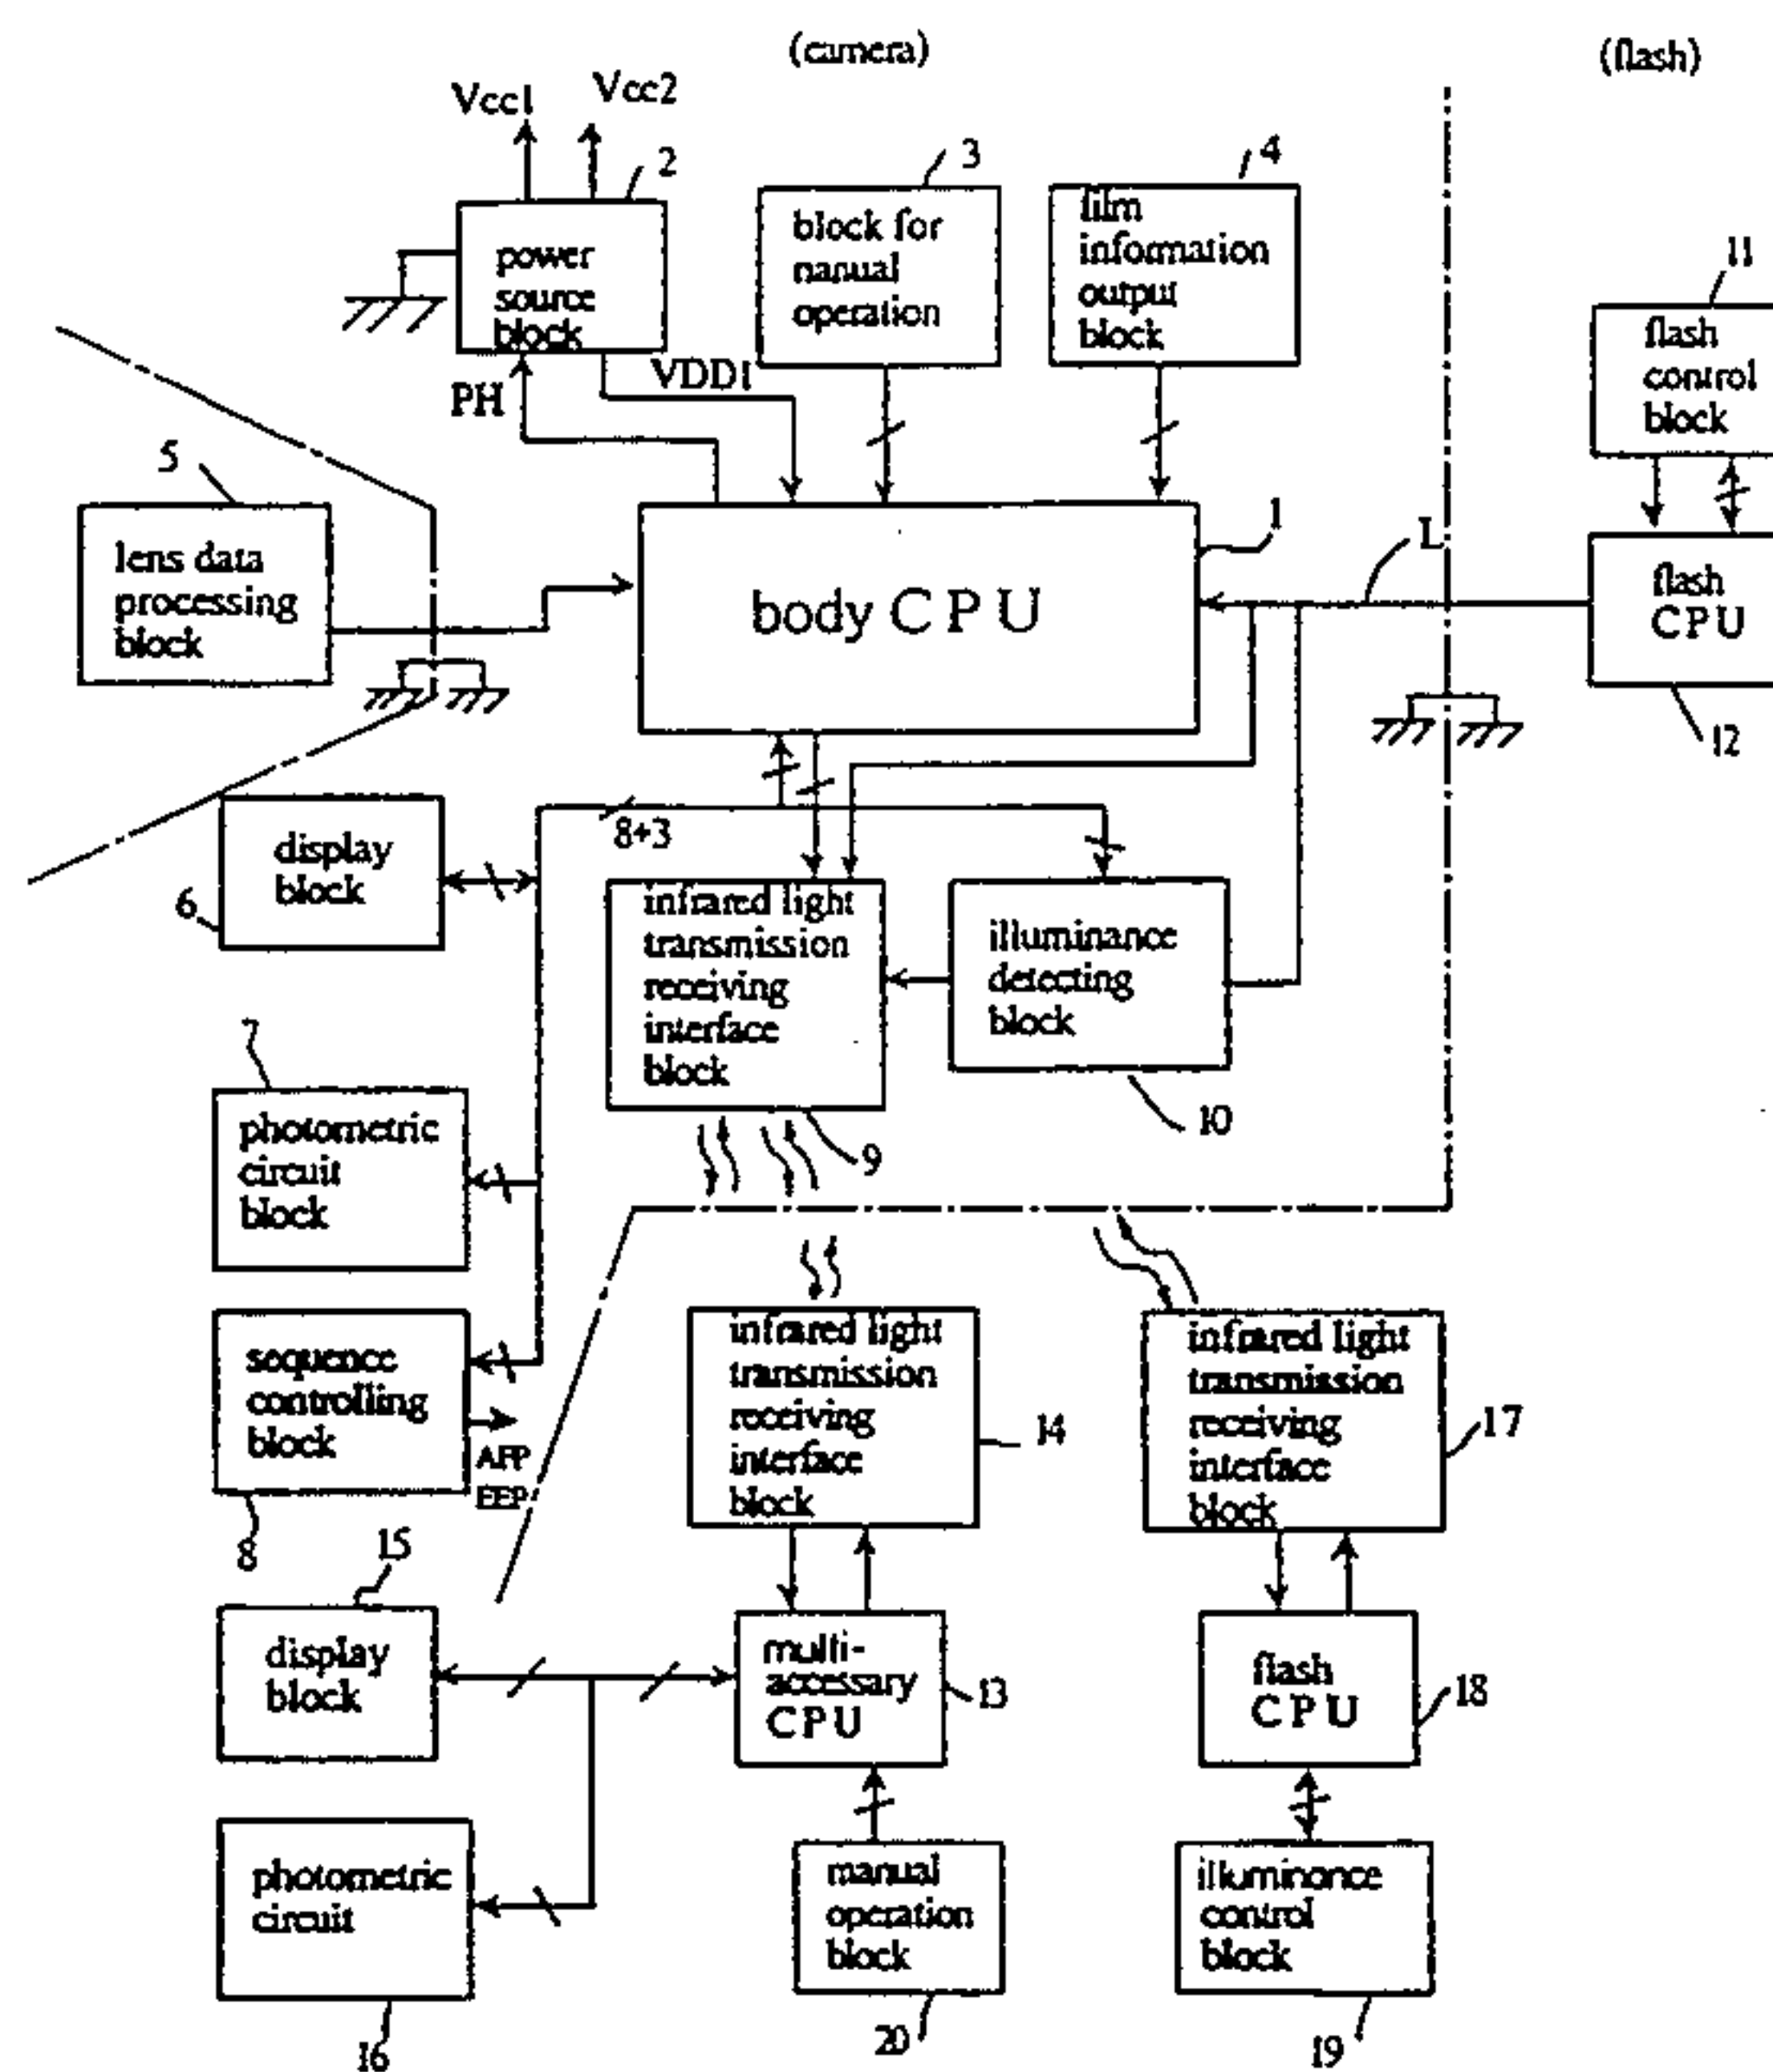 (camera)
(flash)
Vcc1
Vcc2
2
3
4
power
source
block
block for
nanual
operation
film
information
output
block
11
flash
control
block
PH
VDD1
5
lens data
processing
block
1
body CPU
L
flash
CPU
12
8+3
display
block
6
infrared light
transmission
receiving
interface
block
illuminance
detecting
block
7
photometric
circuit
block
9
10
sequence
controlling
block
AFP
EEP
8
infrared light
transmission
receiving
interface
block
14
infrared light
transmission
receiving
interface
block
17
15
display
block
multi-
accessary
CPU
13
flash
CPU
18
photometric
circuit
16
manual
operation
block
20
illuminance
control
block
19